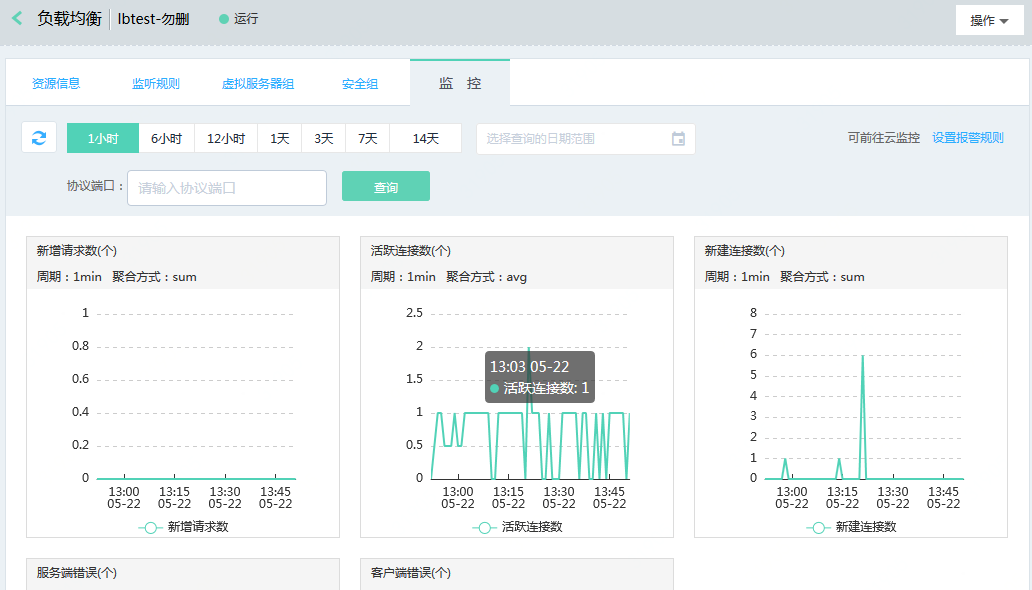 负载均衡 lbtest-勿删 运行 操作
资源信息 监听规则 虚拟服务器组 安全组 监 控
1小时 6小时 12小时 1天 3天 7天 14天 选择查询的日期范围 可前往云监控 设置报警规则
协议端口： 请输入协议端口 查询
新增请求数(个)
周期：1min 聚合方式：sum
1
0.8
0.6
0.4
0.2
0
13:00 13:15 13:30 13:45
05-22 05-22 05-22 05-22
新增请求数
活跃连接数(个)
周期：1min 聚合方式：avg
2.5
2
1.5
1
0.5
0
13:03 05-22
活跃连接数: 1
13:00 13:15 13:30 13:45
05-22 05-22 05-22 05-22
活跃连接数
新建连接数(个)
周期：1min 聚合方式：sum
8
7
6
5
4
3
2
1
0
13:00 13:15 13:30 13:45
05-22 05-22 05-22 05-22
新建连接数
服务端错误(个)
客户端错误(个)